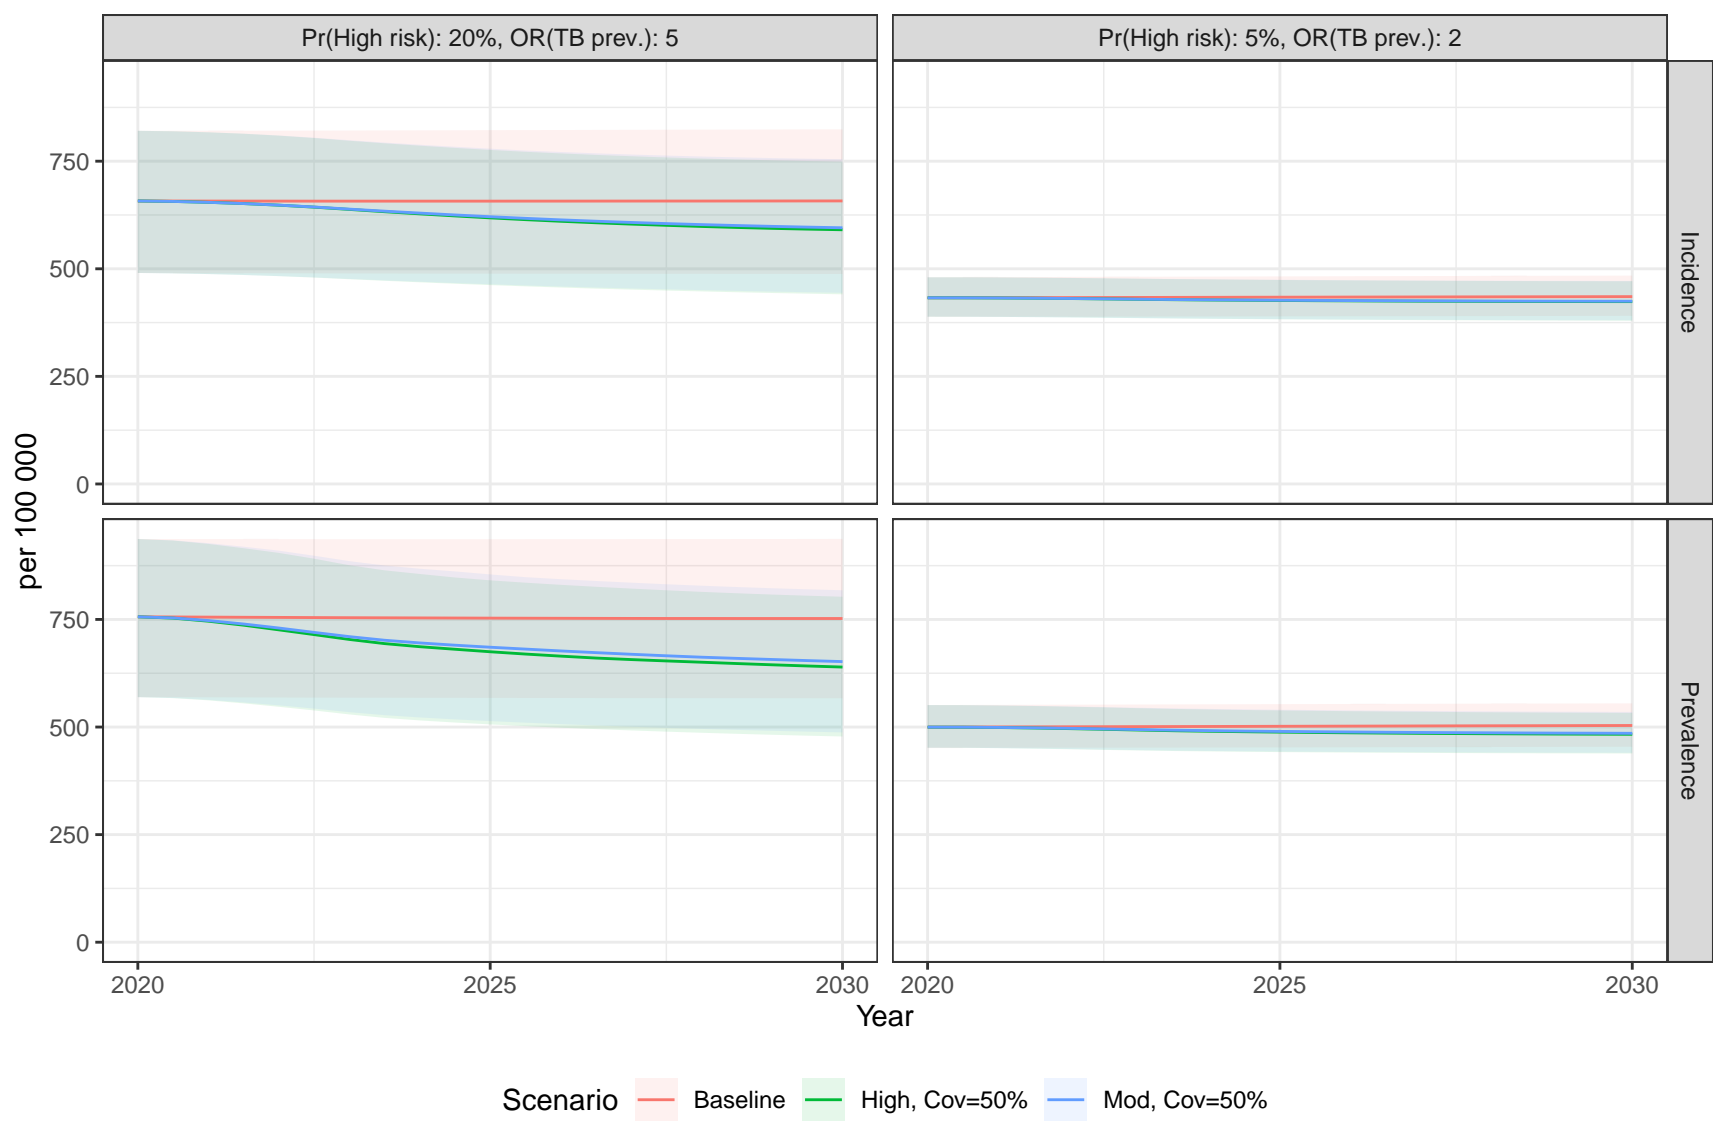 Pr(High risk): 20%, OR(TB prev.): 5
Pr(High risk): 5%, OR(TB prev.): 2
750
500
250
0
Incidence
per 100 000
750
500
250
0
Prevalence
2020
2025
2030
2020
2025
2030
Year
Scenario
Baseline
High, Cov=50%
Mod, Cov=50%